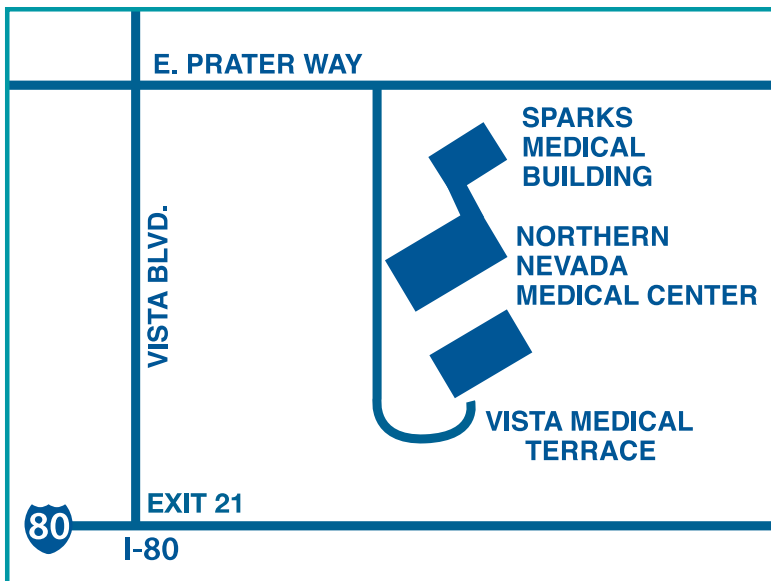 E. PRATER WAY
SPARKS
MEDICAL
BUILDING
VISTA BLVD.
NORTHERN
NEVADA
MEDICAL CENTER
VISTA MEDICAL
TERRACE
EXIT 21
80
I-80